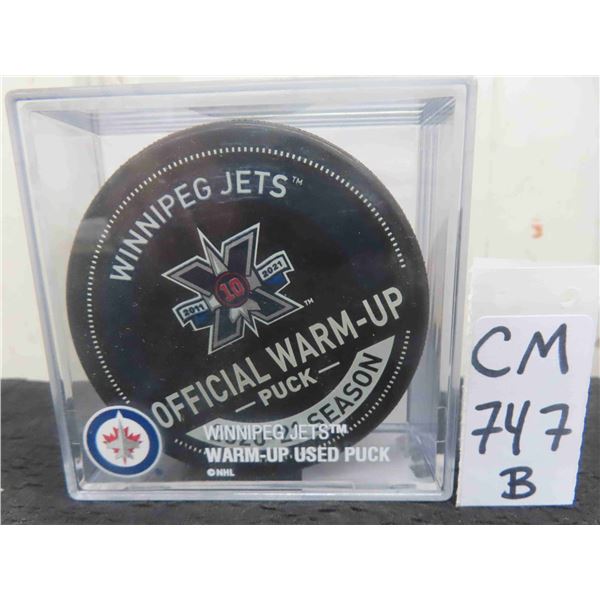 WINNIPEG JETS™
2011
10
2021
™
OFFICIAL WARM-UP
PUCK
SEASON
WINNIPEG JETS™
WARM-UP USED PUCK
©NHL
CM
747
B